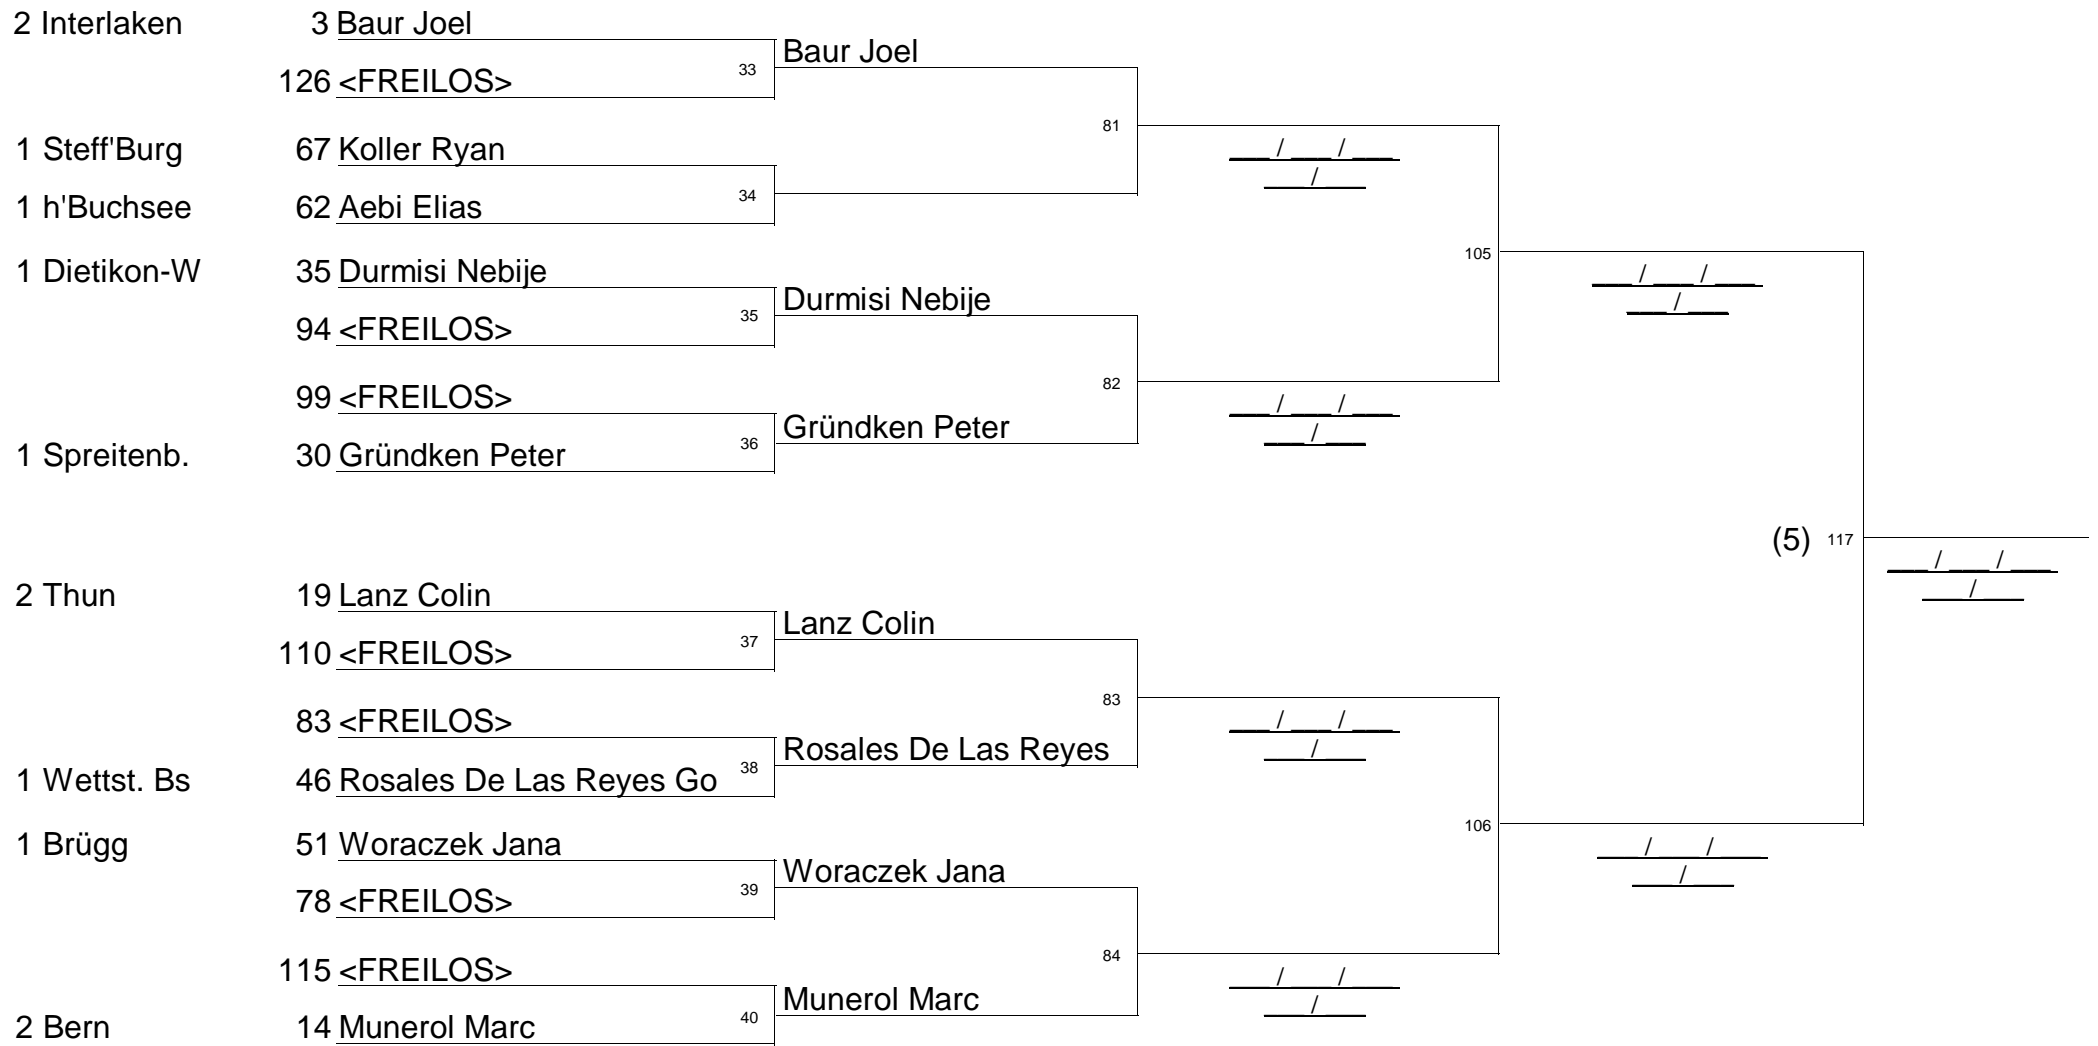 2 Interlaken 3 Baur Joel
Baur Joel
33
126 <FREILOS>
81
1 Steff'Burg 67 Koller Ryan
___ / ___ / ___
___ / ___
34
1 h'Buchsee 62 Aebi Elias
105
1 Dietikon-W 35 Durmisi Nebije
___ / ___ / ___
___ / ___
Durmisi Nebije
35
94 <FREILOS>
82
99 <FREILOS>
___ / ___ / ___
___ / ___
Gründken Peter
36
1 Spreitenb. 30 Gründken Peter
(5) 117
___ / ___ / ___
___ / ___
2 Thun 19 Lanz Colin
Lanz Colin
37
110 <FREILOS>
83
83 <FREILOS>
___ / ___ / ___
___ / ___
Rosales De Las Reyes
38
1 Wettst. Bs 46 Rosales De Las Reyes Go
106
1 Brügg 51 Woraczek Jana
___ / ___ / ___
___ / ___
Woraczek Jana
39
78 <FREILOS>
84
115 <FREILOS>
___ / ___ / ___
___ / ___
Munerol Marc
40
2 Bern 14 Munerol Marc